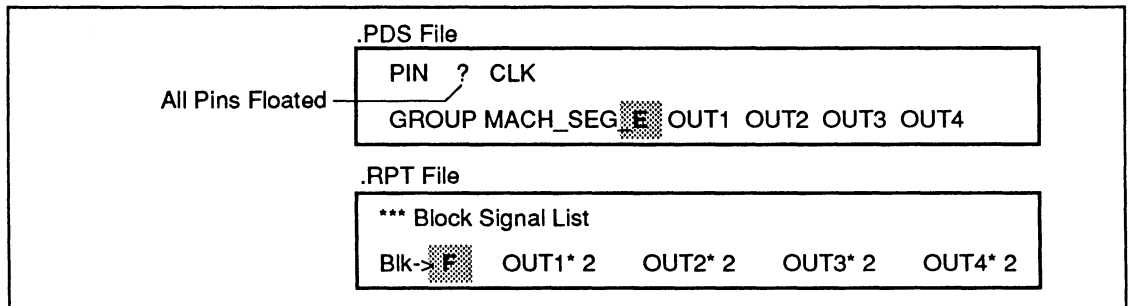 .PDS File
PIN ? CLK
All Pins Floated
GROUP MACH_SEG_E OUT1 OUT2 OUT3 OUT4
.RPT File
*** Block Signal List
Blk-> F OUT1* 2 OUT2* 2 OUT3* 2 OUT4* 2